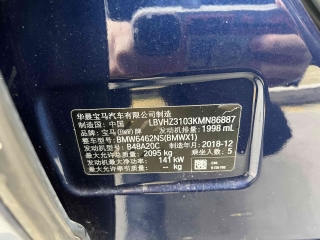 华晨宝马汽车有限公司制造
制造国：中国 LBVHZ3103KMN86887
品牌：宝马(BMW)牌 发动机排量：1998 mL
整车型号：BMW6462NS(BMWX1)
发动机型号：B48A20C 制造年月：2018-12
最大允许总质量：2095 kg 乘坐人数：5
发动机最大净功率：141 kW
最大允许牵引质量：-- kg